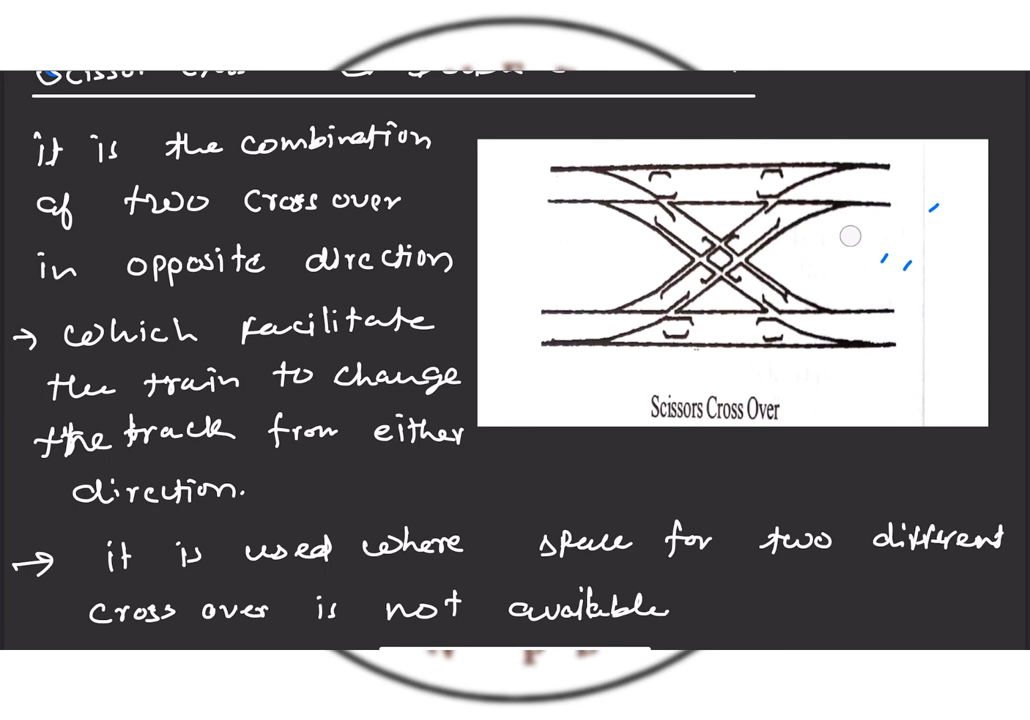 it is the combination
of two cross over
in opposite direction
→ which facilitate
the train to change
the track from either
direction.
→ it is used where space for two different
cross over is not available
Scissors Cross Over